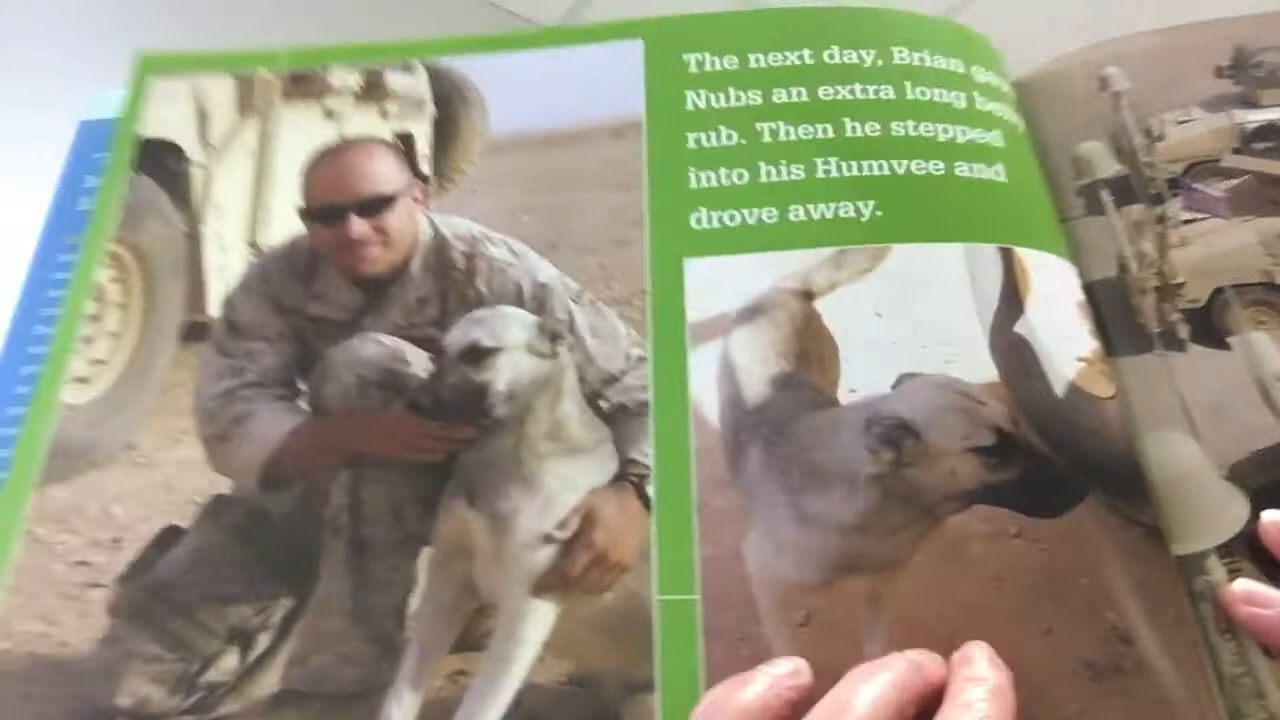 The next day, Brian
Nubs an extra long
rub. Then he stepped
into his Humvee and
drove away.